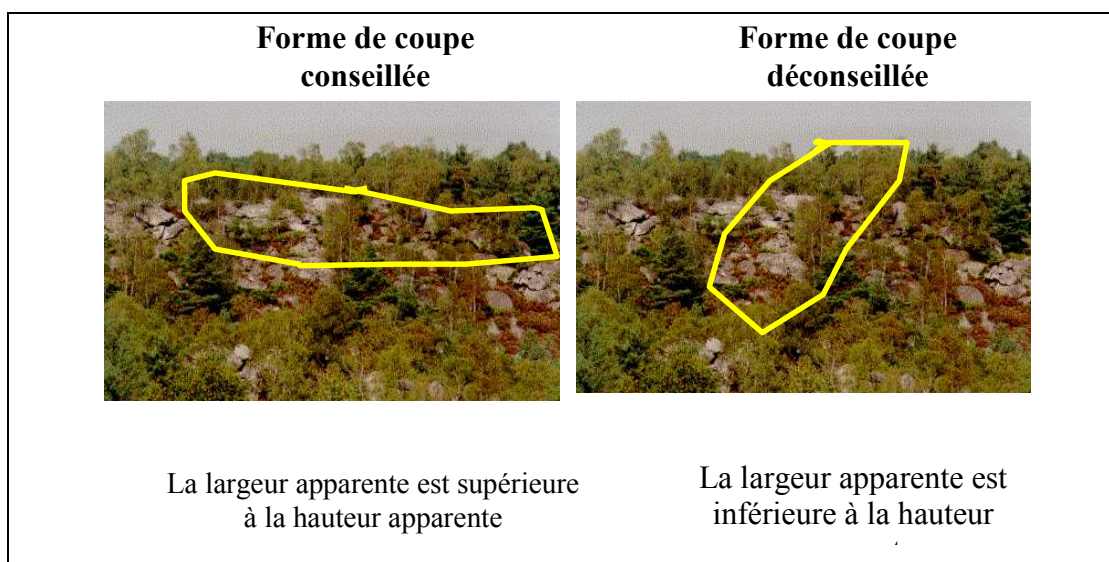 Forme de coupe
conseillée
Forme de coupe
déconseillée
La largeur apparente est supérieure
à la hauteur apparente
La largeur apparente est
inférieure à la hauteur